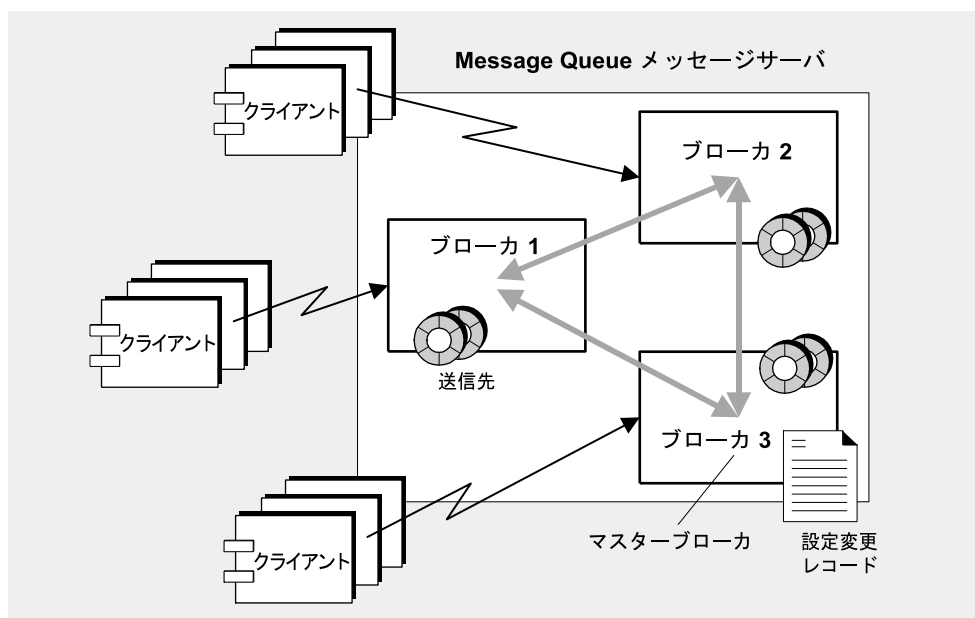 Message Queue メッセージサーバ
クライアント
ブローカ 2
ブローカ 1
クライアント
送信先
ブローカ 3
クライアント
マスターブローカ
設定変更
レコード